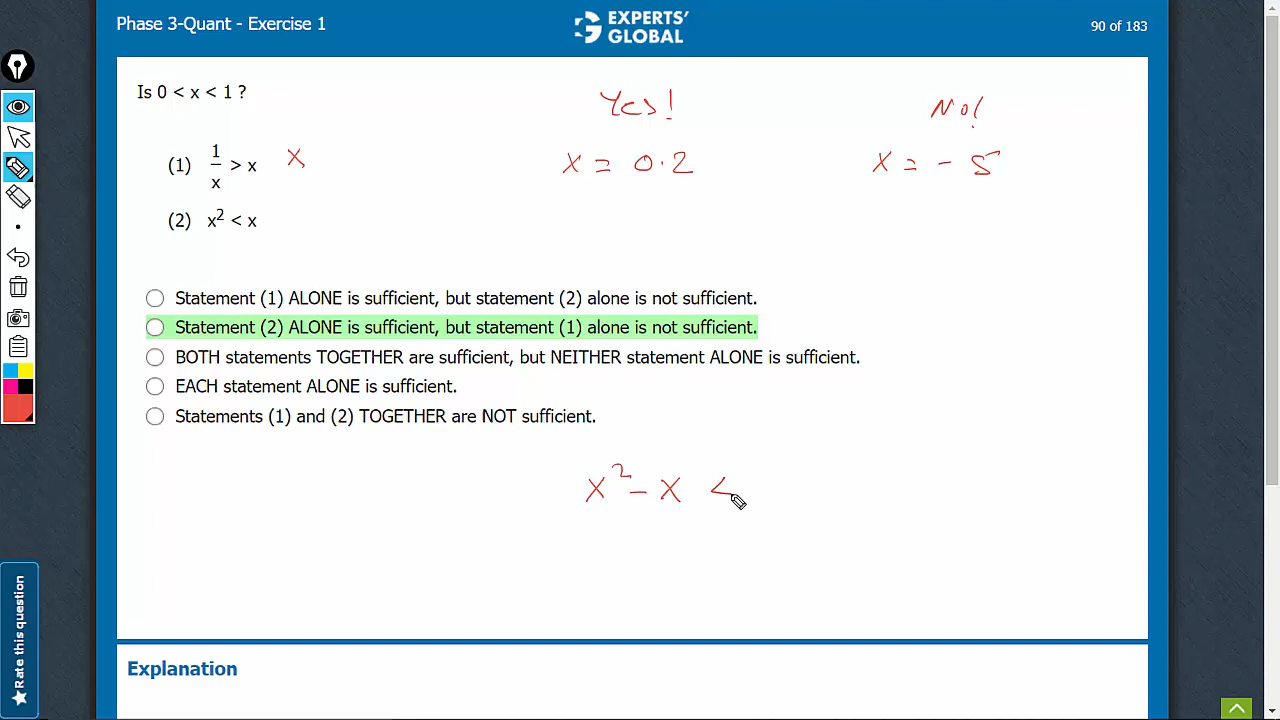 Phase 3-Quant - Exercise 1
EXPERTS'
GLOBAL
90 of 183
Is 0 < x < 1 ?
Yes!
No!
(1) 1/x > x
x
x = 0.2
x = - 5
(2) x² < x
Statement (1) ALONE is sufficient, but statement (2) alone is not sufficient.
Statement (2) ALONE is sufficient, but statement (1) alone is not sufficient.
BOTH statements TOGETHER are sufficient, but NEITHER statement ALONE is sufficient.
EACH statement ALONE is sufficient.
Statements (1) and (2) TOGETHER are NOT sufficient.
x² - x <
Rate this question
Explanation